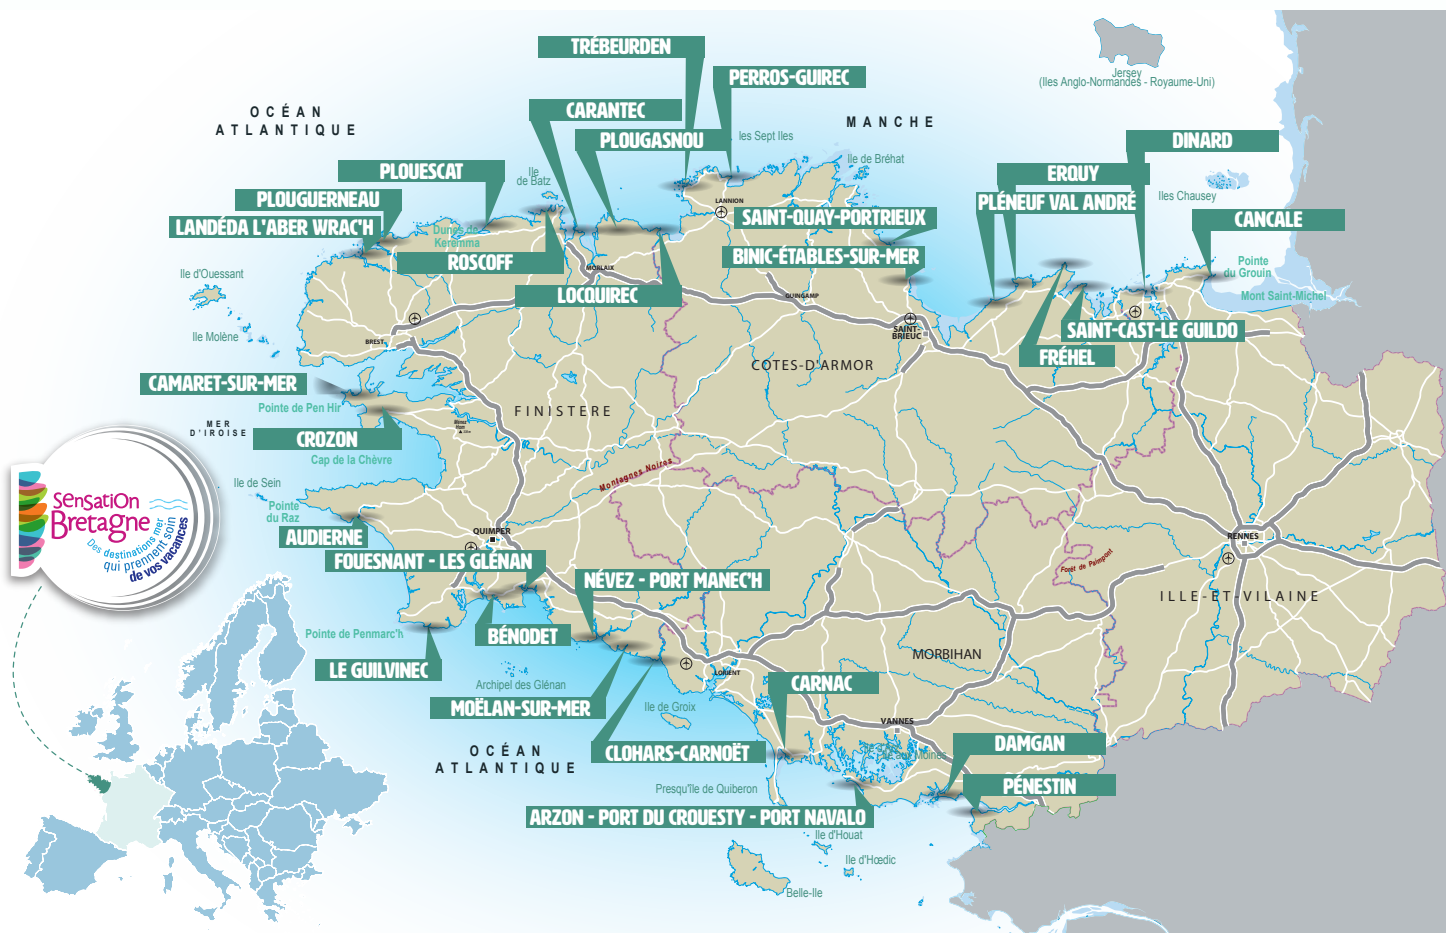 TRÉBEURDEN
PERROS-GUIREC
Jersey
(Iles Anglo-Normandes - Royaume-Uni)
OCÉAN
ATLANTIQUE
CARANTEC
MANCHE
PLOUGASNOU
les Sept Iles
DINARD
Ile de Bréhat
PLOUESCAT
Ile
de Batz
ERQUY
Iles Chausey
PLOUGUERNEAU
LANNION
PLÉNEUF VAL ANDRÉ
SAINT-QUAY-PORTRIEUX
CANCALE
LANDÉDA L'ABER WRAC'H
Dunes de
Keremma
ROSCOFF
BINIC-ÉTABLES-SUR-MER
Pointe
du Grouin
Ile d'Ouessant
MORLAIX
LOCQUIREC
GUINGAMP
Mont Saint-Michel
Ile Molène
BREST
SAINT-
BRIEUC
SAINT-CAST-LE GUILDO
FRÉHEL
COTES-D'ARMOR
CAMARET-SUR-MER
Pointe de Pen Hir
FINISTERE
MER
D'IROISE
CROZON
Cap de la Chèvre
Montagnes Noires
Ile de Sein
Pointe
du Raz
sensation
Bretagne
Des destinations mer
qui prennent soin
de vos vacances
AUDIERNE
QUIMPER
RENNES
FOUESNANT - LES GLÉNAN
Forêt de Paimpont
NÉVEZ - PORT MANEC'H
ILLE-ET-VILAINE
Pointe de Penmarc'h
BÉNODET
MORBIHAN
LE GUILVINEC
LORIENT
Archipel des Glénan
CARNAC
MOËLAN-SUR-MER
Ile de Groix
VANNES
OCÉAN
ATLANTIQUE
CLOHARS-CARNOËT
DAMGAN
Ile aux Moines
Presqu'île de Quiberon
PÉNESTIN
ARZON - PORT DU CROUESTY - PORT NAVALO
Ile d'Houat
Ile d'Hœdic
Belle-Ile